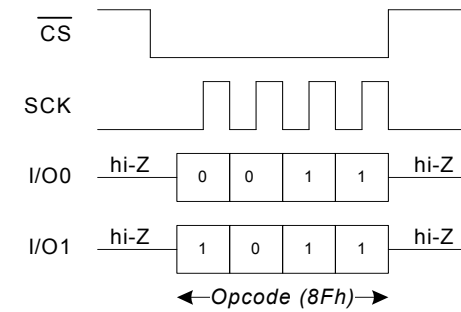 CS
SCK
hi-Z hi-Z
I/O0 0 0 1 1
hi-Z hi-Z
I/O1 1 0 1 1
Opcode (8Fh)